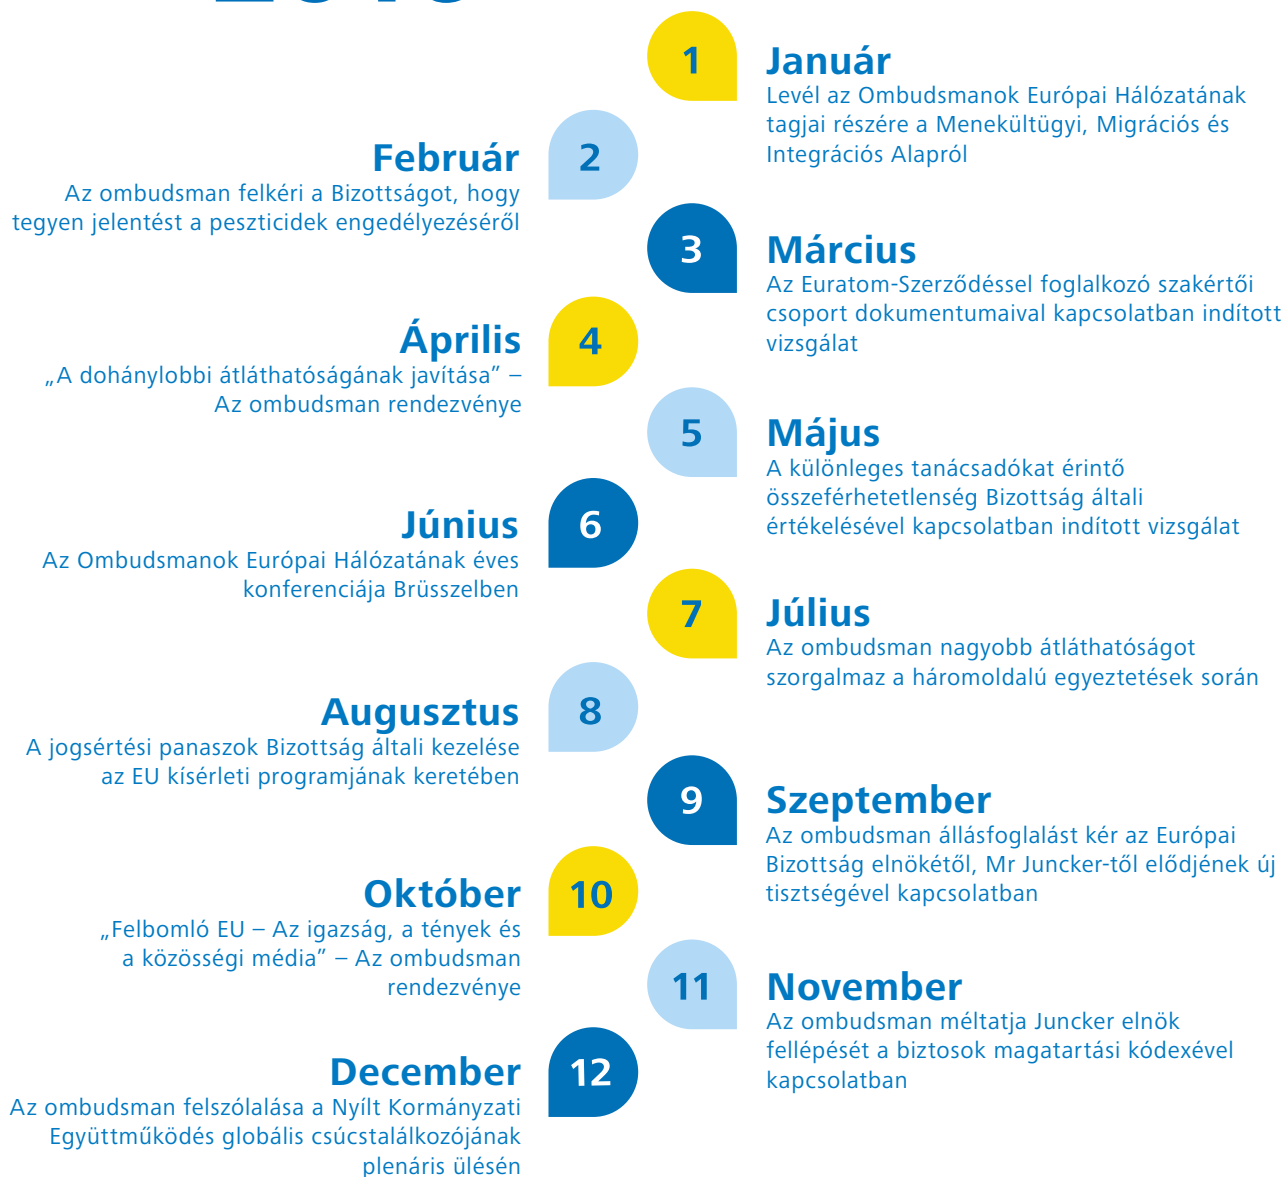 1
Január
Levél az Ombudsmanok Európai Hálózatának
tagjai részére a Menekültügyi, Migrációs és
Integrációs Alapról
2
Február
Az ombudsman felkéri a Bizottságot, hogy
tegyen jelentést a peszticidek engedélyezéséről
3
Március
Az Euratom-Szerződéssel foglalkozó szakértői
csoport dokumentumaival kapcsolatban indított
vizsgálat
4
Április
„A dohánylobbi átláthatóságának javítása” –
Az ombudsman rendezvénye
5
Május
A különleges tanácsadókat érintő
összeférhetetlenség Bizottság általi
értékelésével kapcsolatban indított vizsgálat
6
Június
Az Ombudsmanok Európai Hálózatának éves
konferenciája Brüsszelben
7
Július
Az ombudsman nagyobb átláthatóságot
szorgalmaz a háromoldalú egyeztetések során
8
Augusztus
A jogsértési panaszok Bizottság általi kezelése
az EU kísérleti programjának keretében
9
Szeptember
Az ombudsman állásfoglalást kér az Európai
Bizottság elnökétől, Mr Juncker-től elődjének új
tisztségével kapcsolatban
10
Október
„Felbomló EU – Az igazság, a tények és
a közösségi média” – Az ombudsman
rendezvénye
11
November
Az ombudsman méltatja Juncker elnök
fellépését a biztosok magatartási kódexével
kapcsolatban
12
December
Az ombudsman felszólalása a Nyílt Kormányzati
Együttműködés globális csúcstalálkozójának
plenáris ülésén